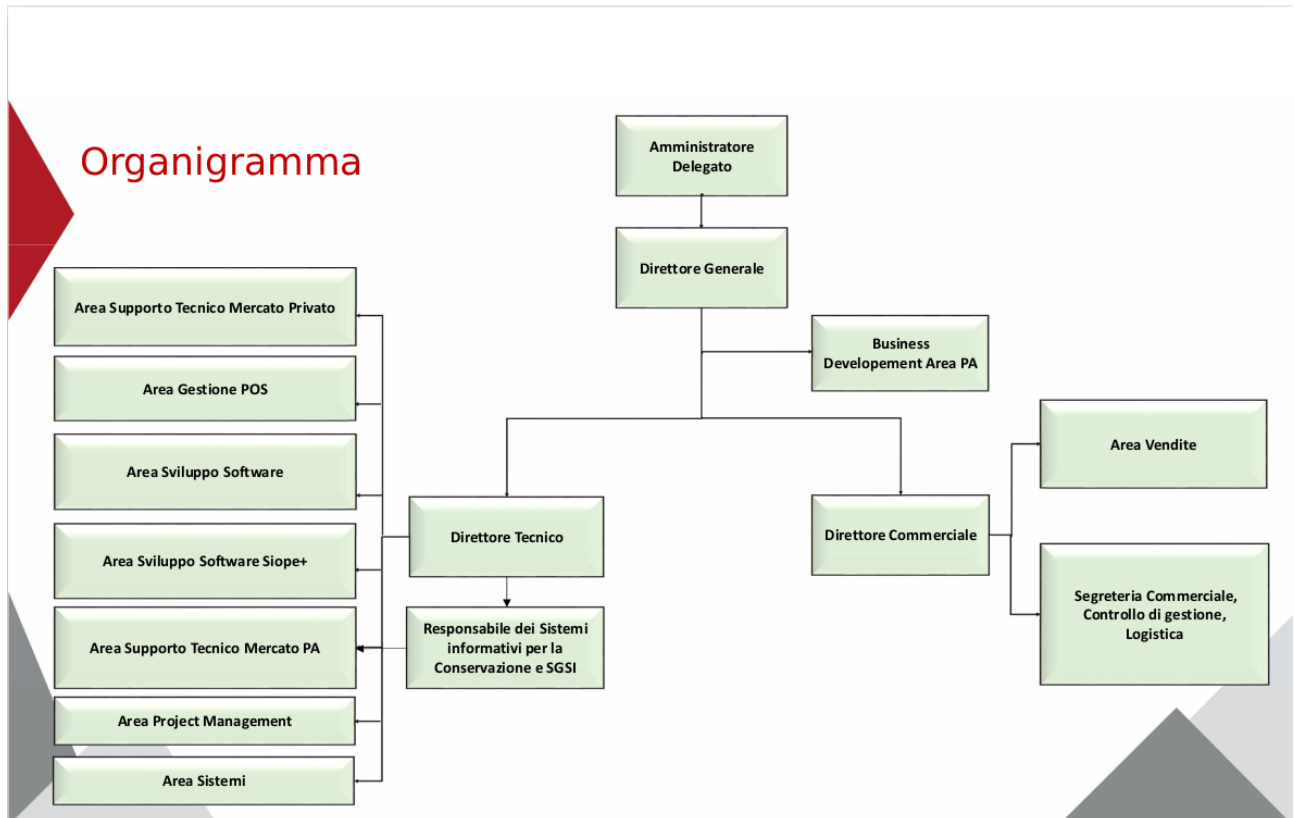 Organigramma
Amministratore
Delegato
Direttore Generale
Business
Developement Area PA
Area Supporto Tecnico Mercato Privato
Area Gestione POS
Area Sviluppo Software
Area Sviluppo Software Siope+
Area Supporto Tecnico Mercato PA
Area Project Management
Area Sistemi
Direttore Tecnico
Responsabile dei Sistemi
informativi per la
Conservazione e SGSI
Direttore Commerciale
Area Vendite
Segreteria Commerciale,
Controllo di gestione,
Logistica